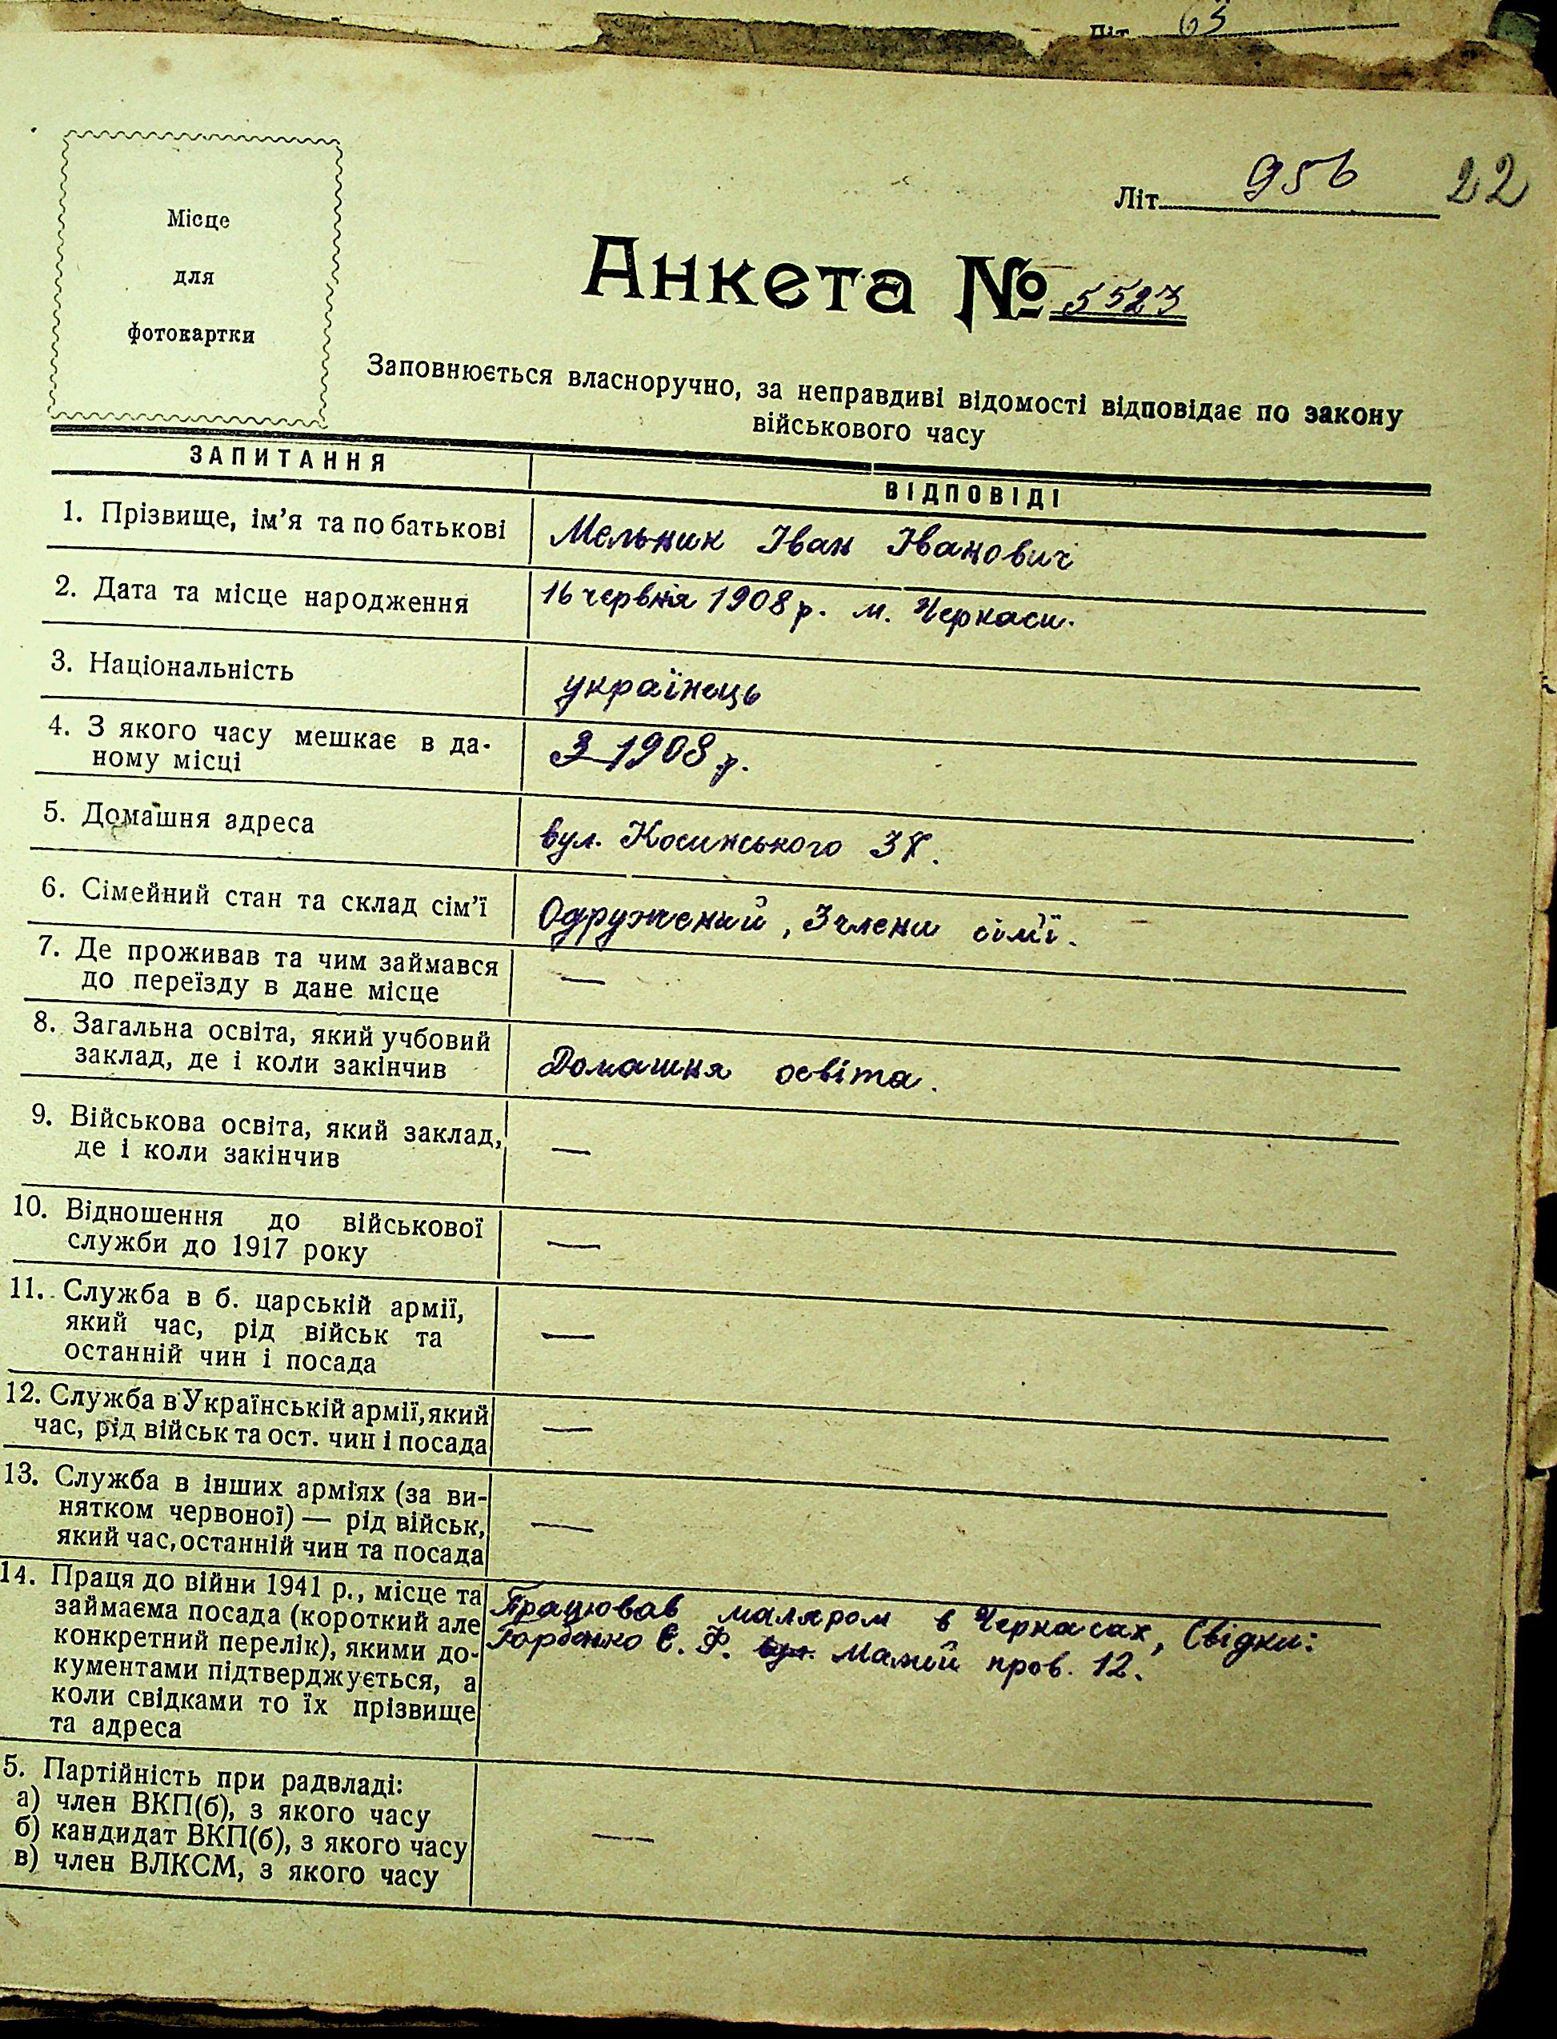 Літ. 63
Літ. 956 22
Місце
для
фотокартки
Анкета № 5523
Заповнюється власноручно, за неправдиві відомості відповідає по закону
військового часу
ЗАПИТАННЯ
ВІДПОВІДІ
1. Прізвище, ім’я та по батькові Мельник Іван Іванович
2. Дата та місце народження 16 червня 1908 р. м. Черкаси.
3. Національність українець
4. З якого часу мешкає в да-
ному місці З 1908 р.
5. Домашня адреса вул. Косинського
6. Сімейний стан та склад сім’ї Одружений, 3 члени сім'ї.
7. Де проживав та чим займався —
до переїзду в дане місце
8. Загальна освіта, який учбовий
заклад, де і коли закінчив Домашня освіта.
9. Військова освіта, який заклад,
де і коли закінчив —
10. Відношення до військової
служби до 1917 року —
11. Служба в б. царській армії,
який час, рід військ та —
останній чин і посада
12. Служба в Українській армії, який
час, рід військ та ост. чин і посада —
13. Служба в інших арміях (за ви-
нятком червоної) — рід військ, —
який час, останній чин та посада
14. Праця до війни 1941 р., місце та Працював маляром в Черкасах, Свідки:
займаєма посада (короткий але Горбенко Є. Ф. вул. Малий пров. 12.
конкретний перелік), якими до-
кументами підтверджується, а
коли свідками то їх прізвище
та адреса
5. Партійність при радвладі:
а) член ВКП(б), з якого часу
б) кандидат ВКП(б), з якого часу —
в) член ВЛКСМ, з якого часу